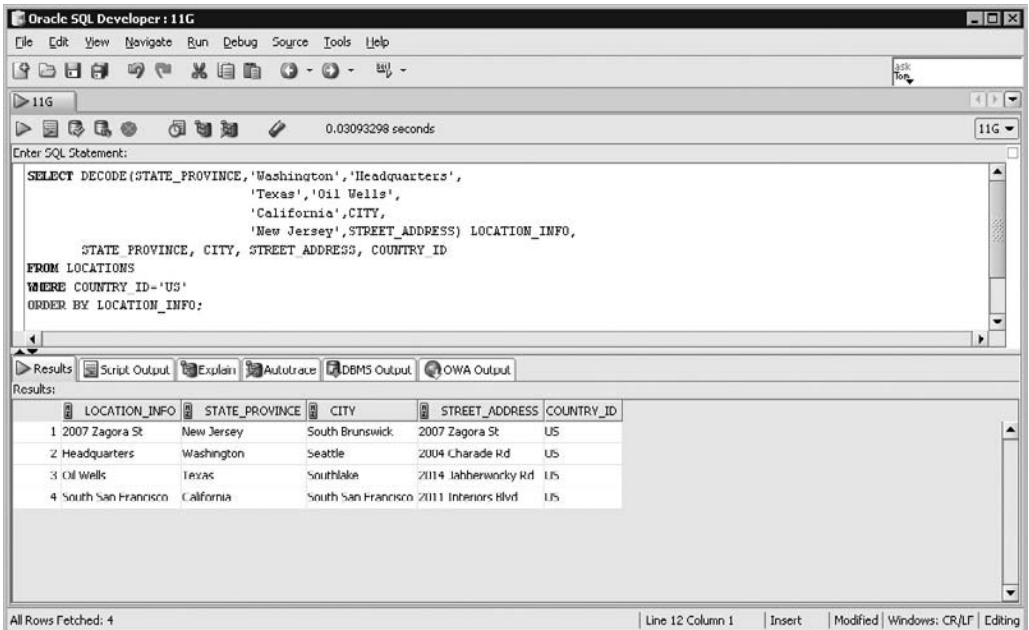 Oracle SQL Developer : 11G
File Edit View Navigate Run Debug Source Tools Help
ask
Tom
11G
0.03093298 seconds
11G
Enter SQL Statement:
SELECT DECODE(STATE_PROVINCE,'Washington','Headquarters',
'Texas','Oil Wells',
'California',CITY,
'New Jersey',STREET_ADDRESS) LOCATION_INFO,
STATE_PROVINCE, CITY, STREET_ADDRESS, COUNTRY_ID
FROM LOCATIONS
WHERE COUNTRY_ID='US'
ORDER BY LOCATION_INFO;
Results Script Output Explain Autotrace DBMS Output OWA Output
Results:
LOCATION_INFO STATE_PROVINCE CITY STREET_ADDRESS COUNTRY_ID
1 2007 Zagora St New Jersey South Brunswick 2007 Zagora St US
2 Headquarters Washington Seattle 2004 Charade Rd US
3 Oil Wells Texas Southlake 2014 Jabberwocky Rd US
4 South San Francisco California South San Francisco 2011 Interiors Blvd US
All Rows Fetched: 4 Line 12 Column 1 Insert Modified Windows: CR/LF Editing